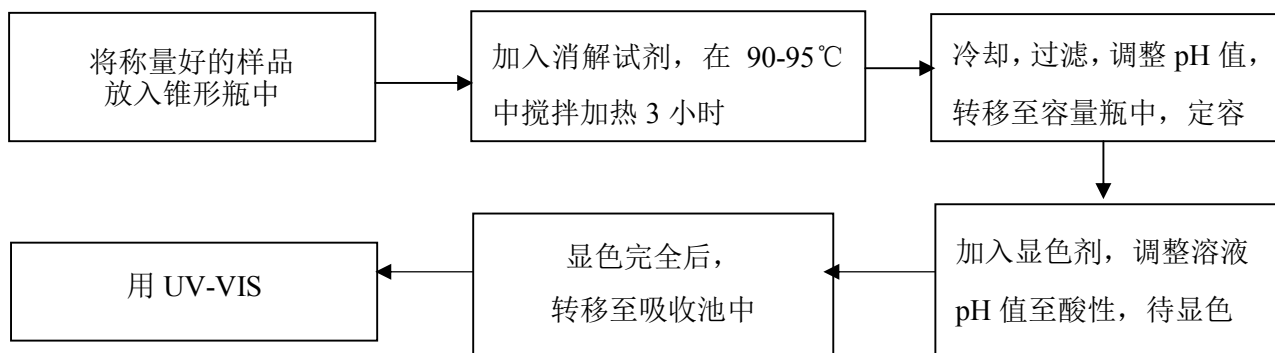 将称量好的样品
放入锥形瓶中
加入消解试剂，在 90-95℃
中搅拌加热 3 小时
冷却，过滤，调整 pH 值，
转移至容量瓶中，定容
加入显色剂，调整溶液
pH 值至酸性，待显色
显色完全后，
转移至吸收池中
用 UV-VIS